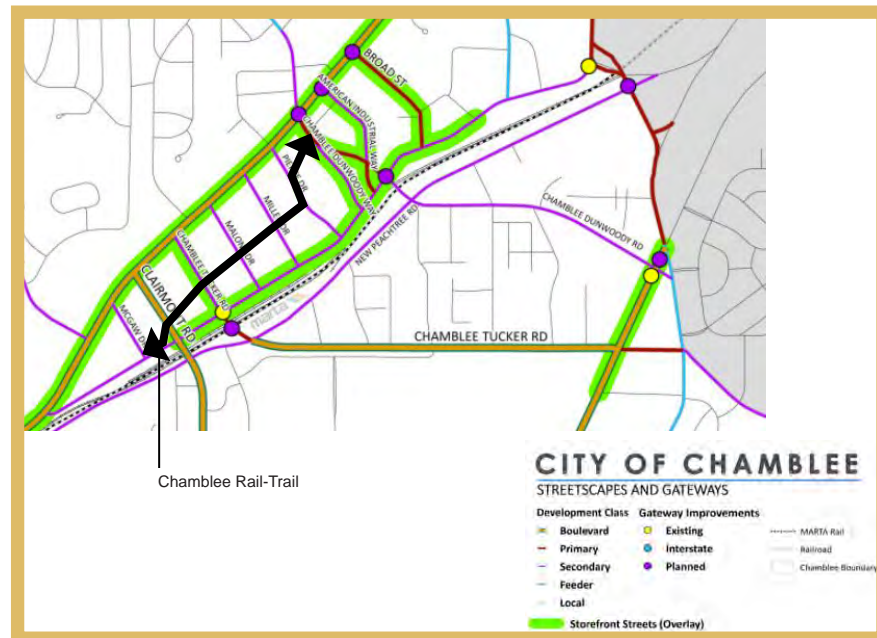 BROAD ST
AMERICAN INDUSTRIAL WAY
CHAMBLEE DUNWOODY WAY
PIERCE DR
MILLER DR
MALONE DR
CHAMBLEE TUCKER RD
CLAIRMONT RD
MCGAW DR
NEW PEACHTREE RD
marta
CHAMBLEE DUNWOODY RD
CHAMBLEE TUCKER RD
Chamblee Rail-Trail
CITY OF CHAMBLEE
STREETSCAPES AND GATEWAYS
Development Class Gateway Improvements
Boulevard Existing MARTA Rail
Primary Interstate Railroad
Secondary Planned Chamblee Boundary
Feeder
Local
Storefront Streets (Overlay)